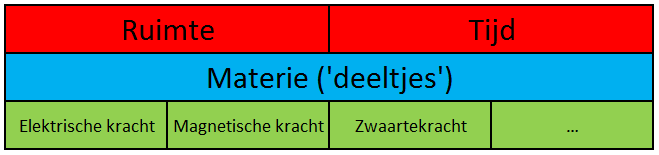 Ruimte Tijd
Materie ('deeltjes')
Elektrische kracht Magnetische kracht Zwaartekracht ...